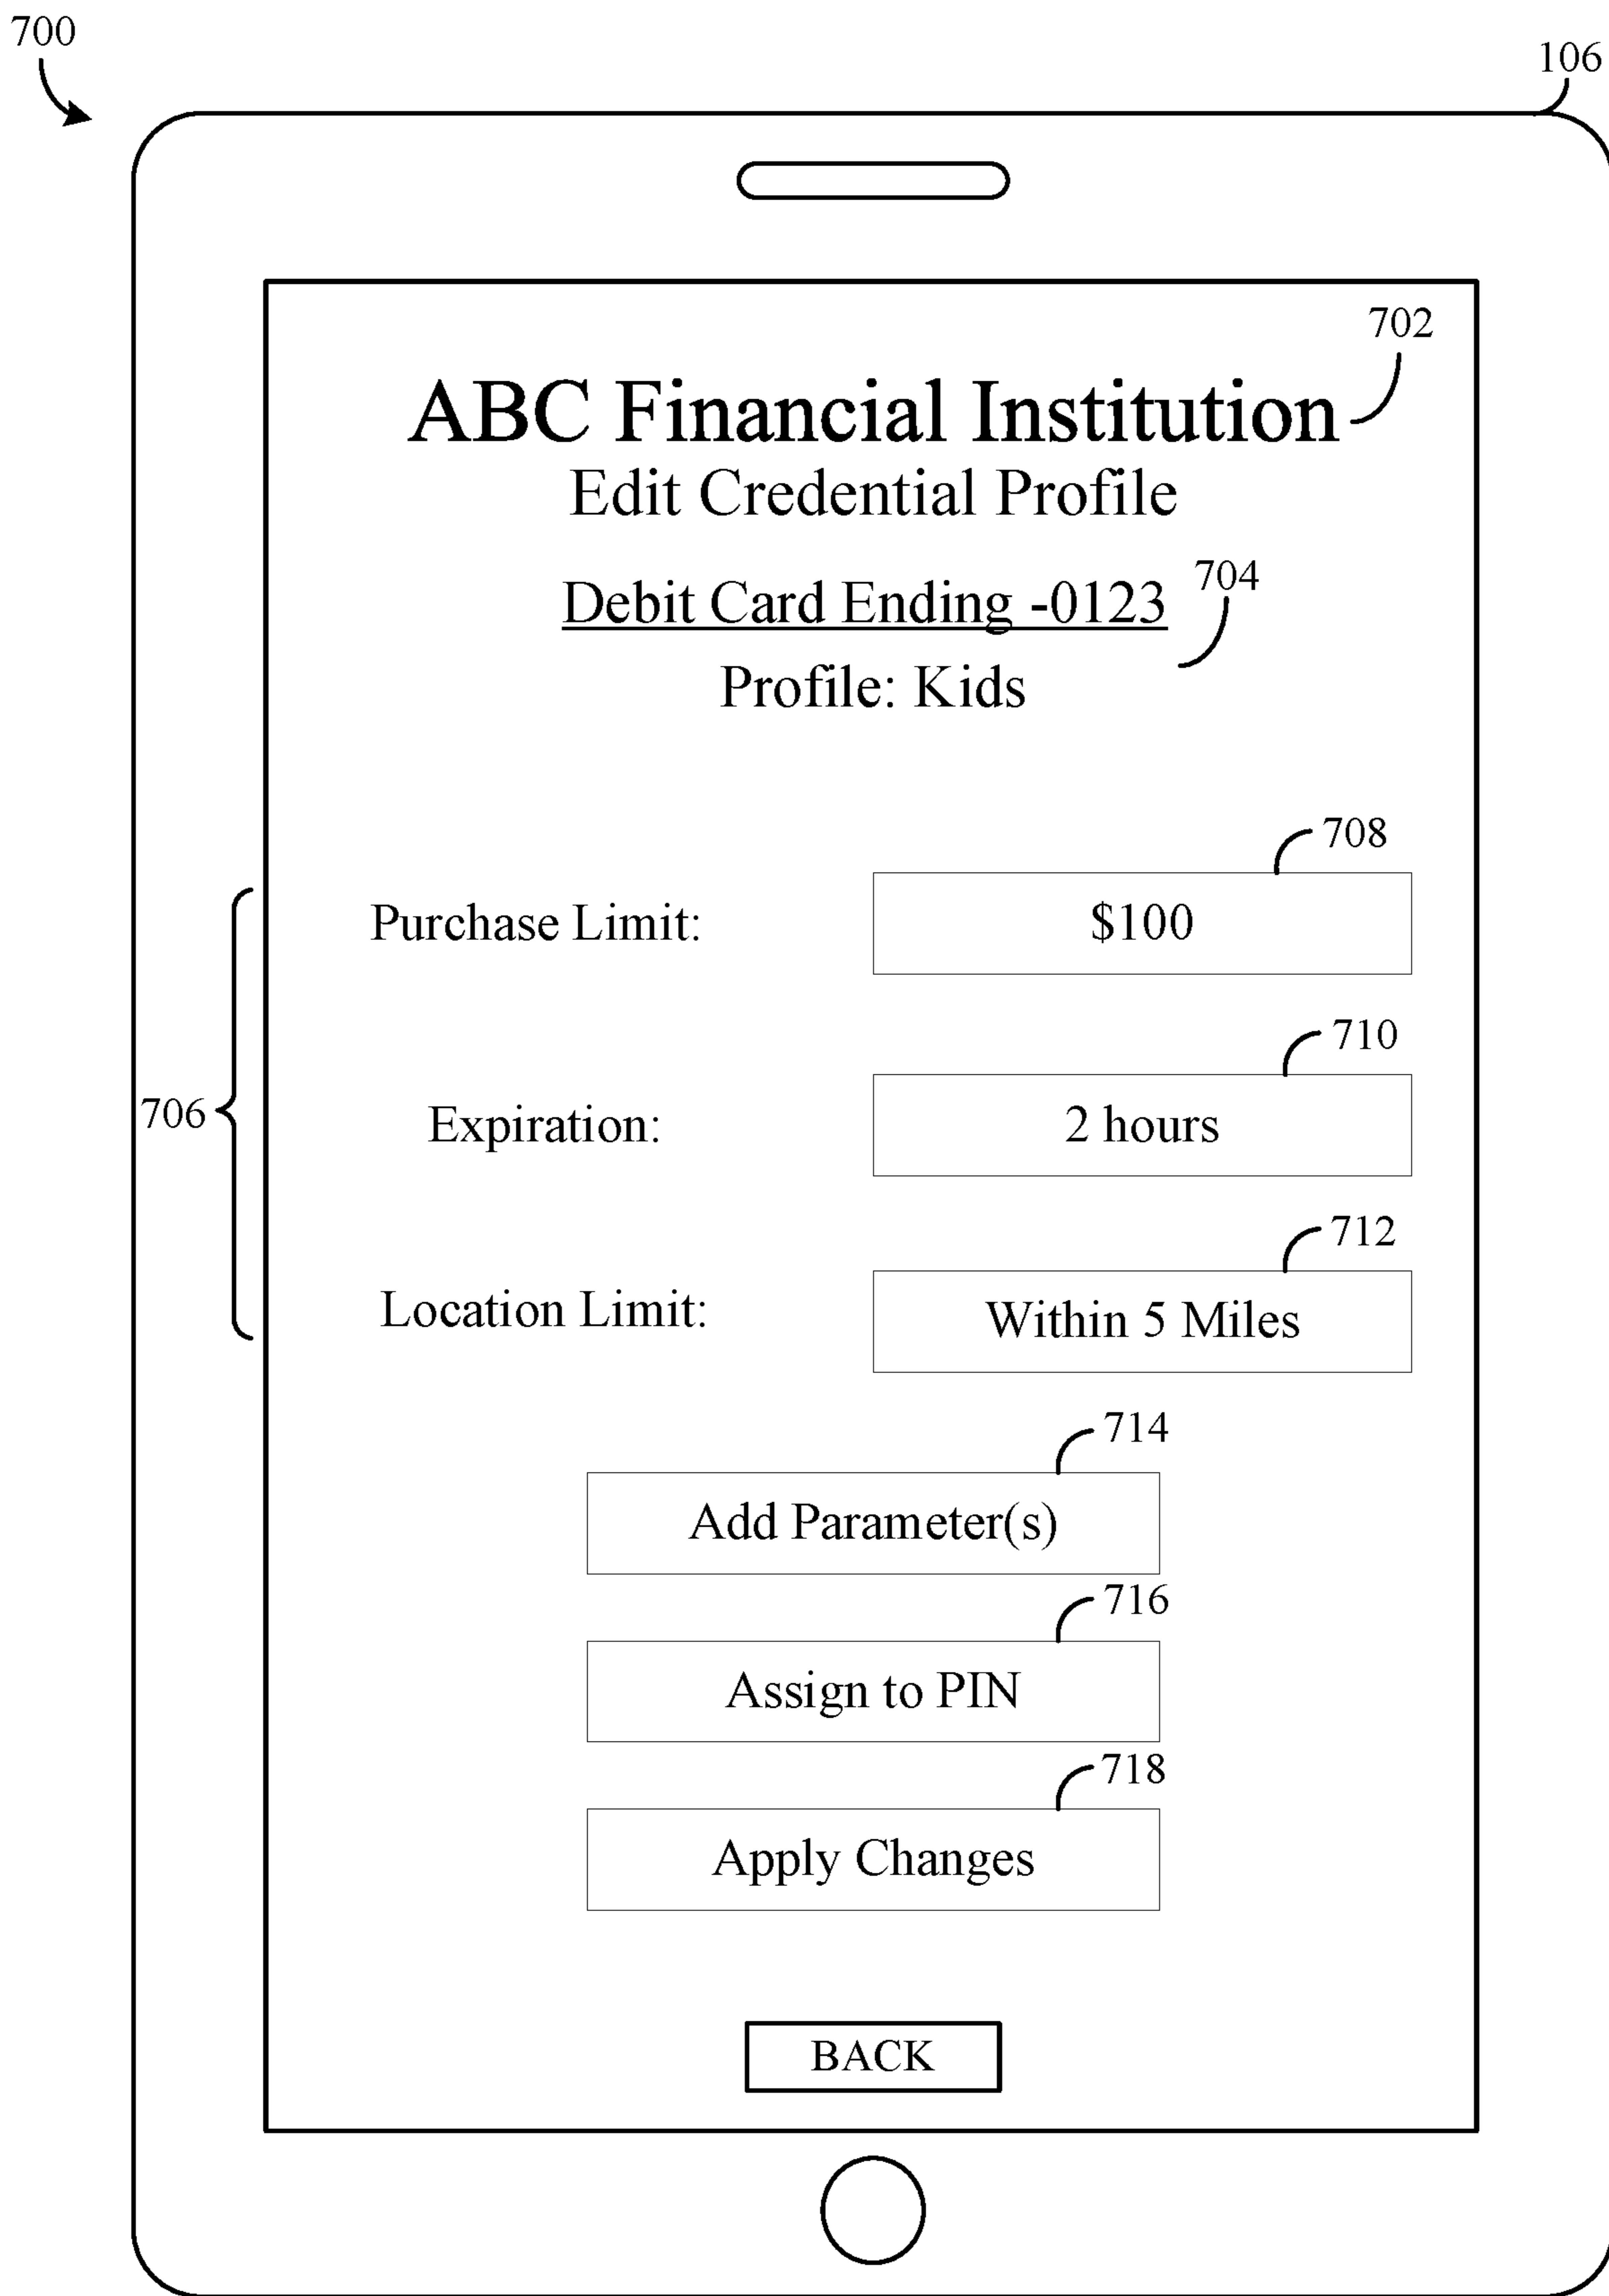 700
106
702
ABC Financial Institution
Edit Credential Profile
Debit Card Ending -0123
704
Profile: Kids
708
Purchase Limit:
$100
710
706
Expiration:
2 hours
712
Location Limit:
Within 5 Miles
714
Add Parameter(s)
716
Assign to PIN
718
Apply Changes
BACK